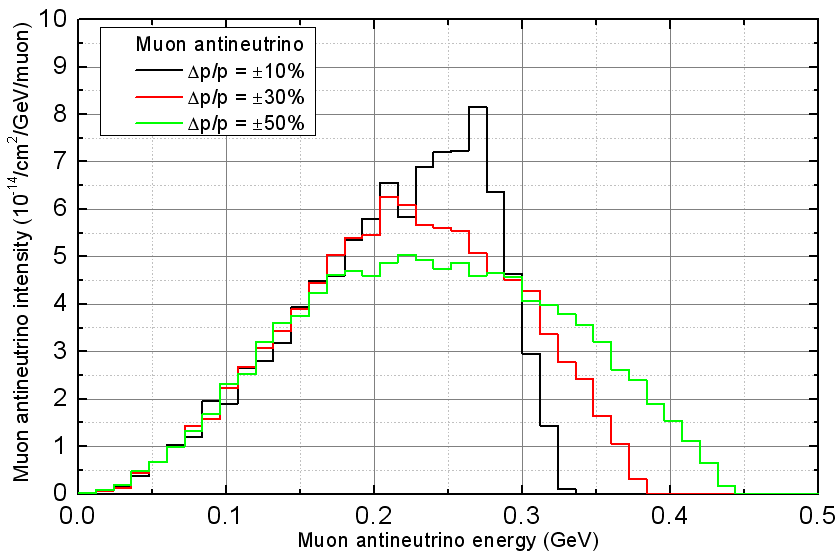 Muon antineutrino
Δp/p = ±10%
Δp/p = ±30%
Δp/p = ±50%
Muon antineutrino intensity (10⁻¹⁴/cm²/GeV/muon)
10
9
8
7
6
5
4
3
2
1
0
0.0 0.1 0.2 0.3 0.4 0.5
Muon antineutrino energy (GeV)